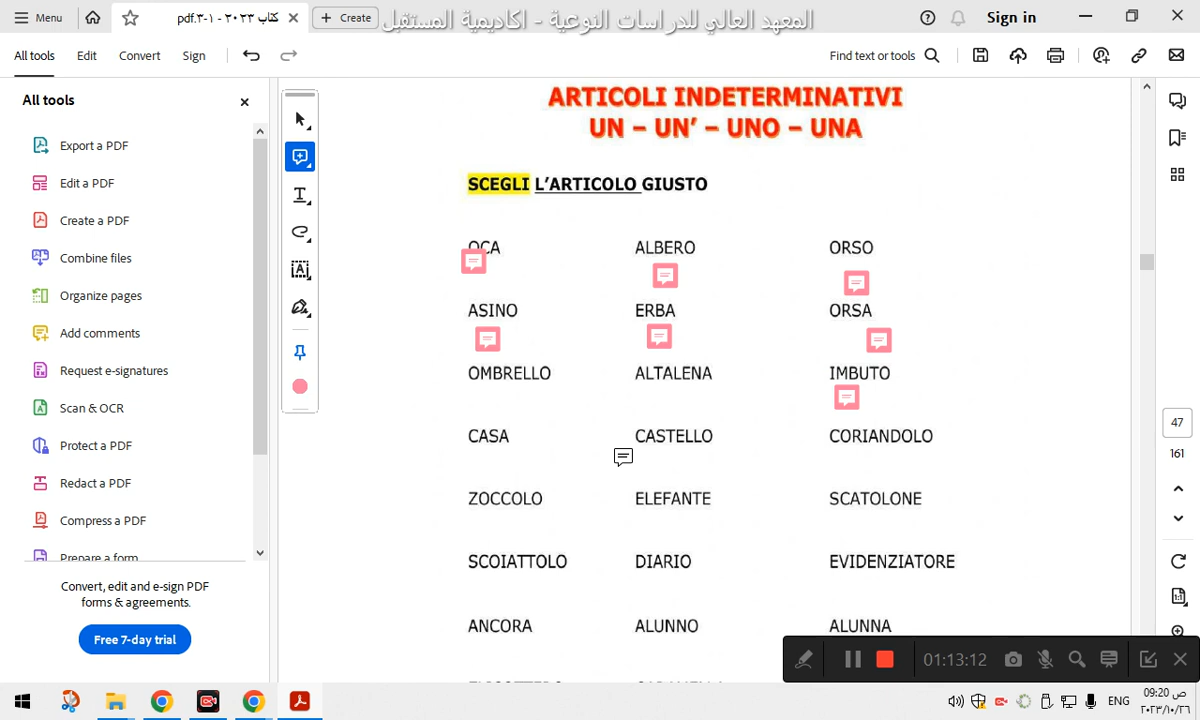 Menu
كتاب ٢٠٢٣ - ١-٣.pdf
Create
المعهد العالي للدراسات النوعية - اكاديمية المستقبل
Sign in
All tools
Edit
Convert
Sign
Find text or tools
All tools
Export a PDF
Edit a PDF
Create a PDF
Combine files
Organize pages
Add comments
Request e-signatures
Scan & OCR
Protect a PDF
Redact a PDF
Compress a PDF
Prepare a form
Convert, edit and e-sign PDF
forms & agreements.
Free 7-day trial
ARTICOLI INDETERMINATIVI
UN – UN’ – UNO – UNA
SCEGLI L’ARTICOLO GIUSTO
OCA ALBERO ORSO
ASINO ERBA ORSA
OMBRELLO ALTALENA IMBUTO
CASA CASTELLO CORIANDOLO
ZOCCOLO ELEFANTE SCATOLONE
SCOIATTOLO DIARIO EVIDENZIATORE
ANCORA ALUNNO ALUNNA
47
161
01:13:12
ENG
09:20 ص
٢٠٢٣/١٠/٢٦